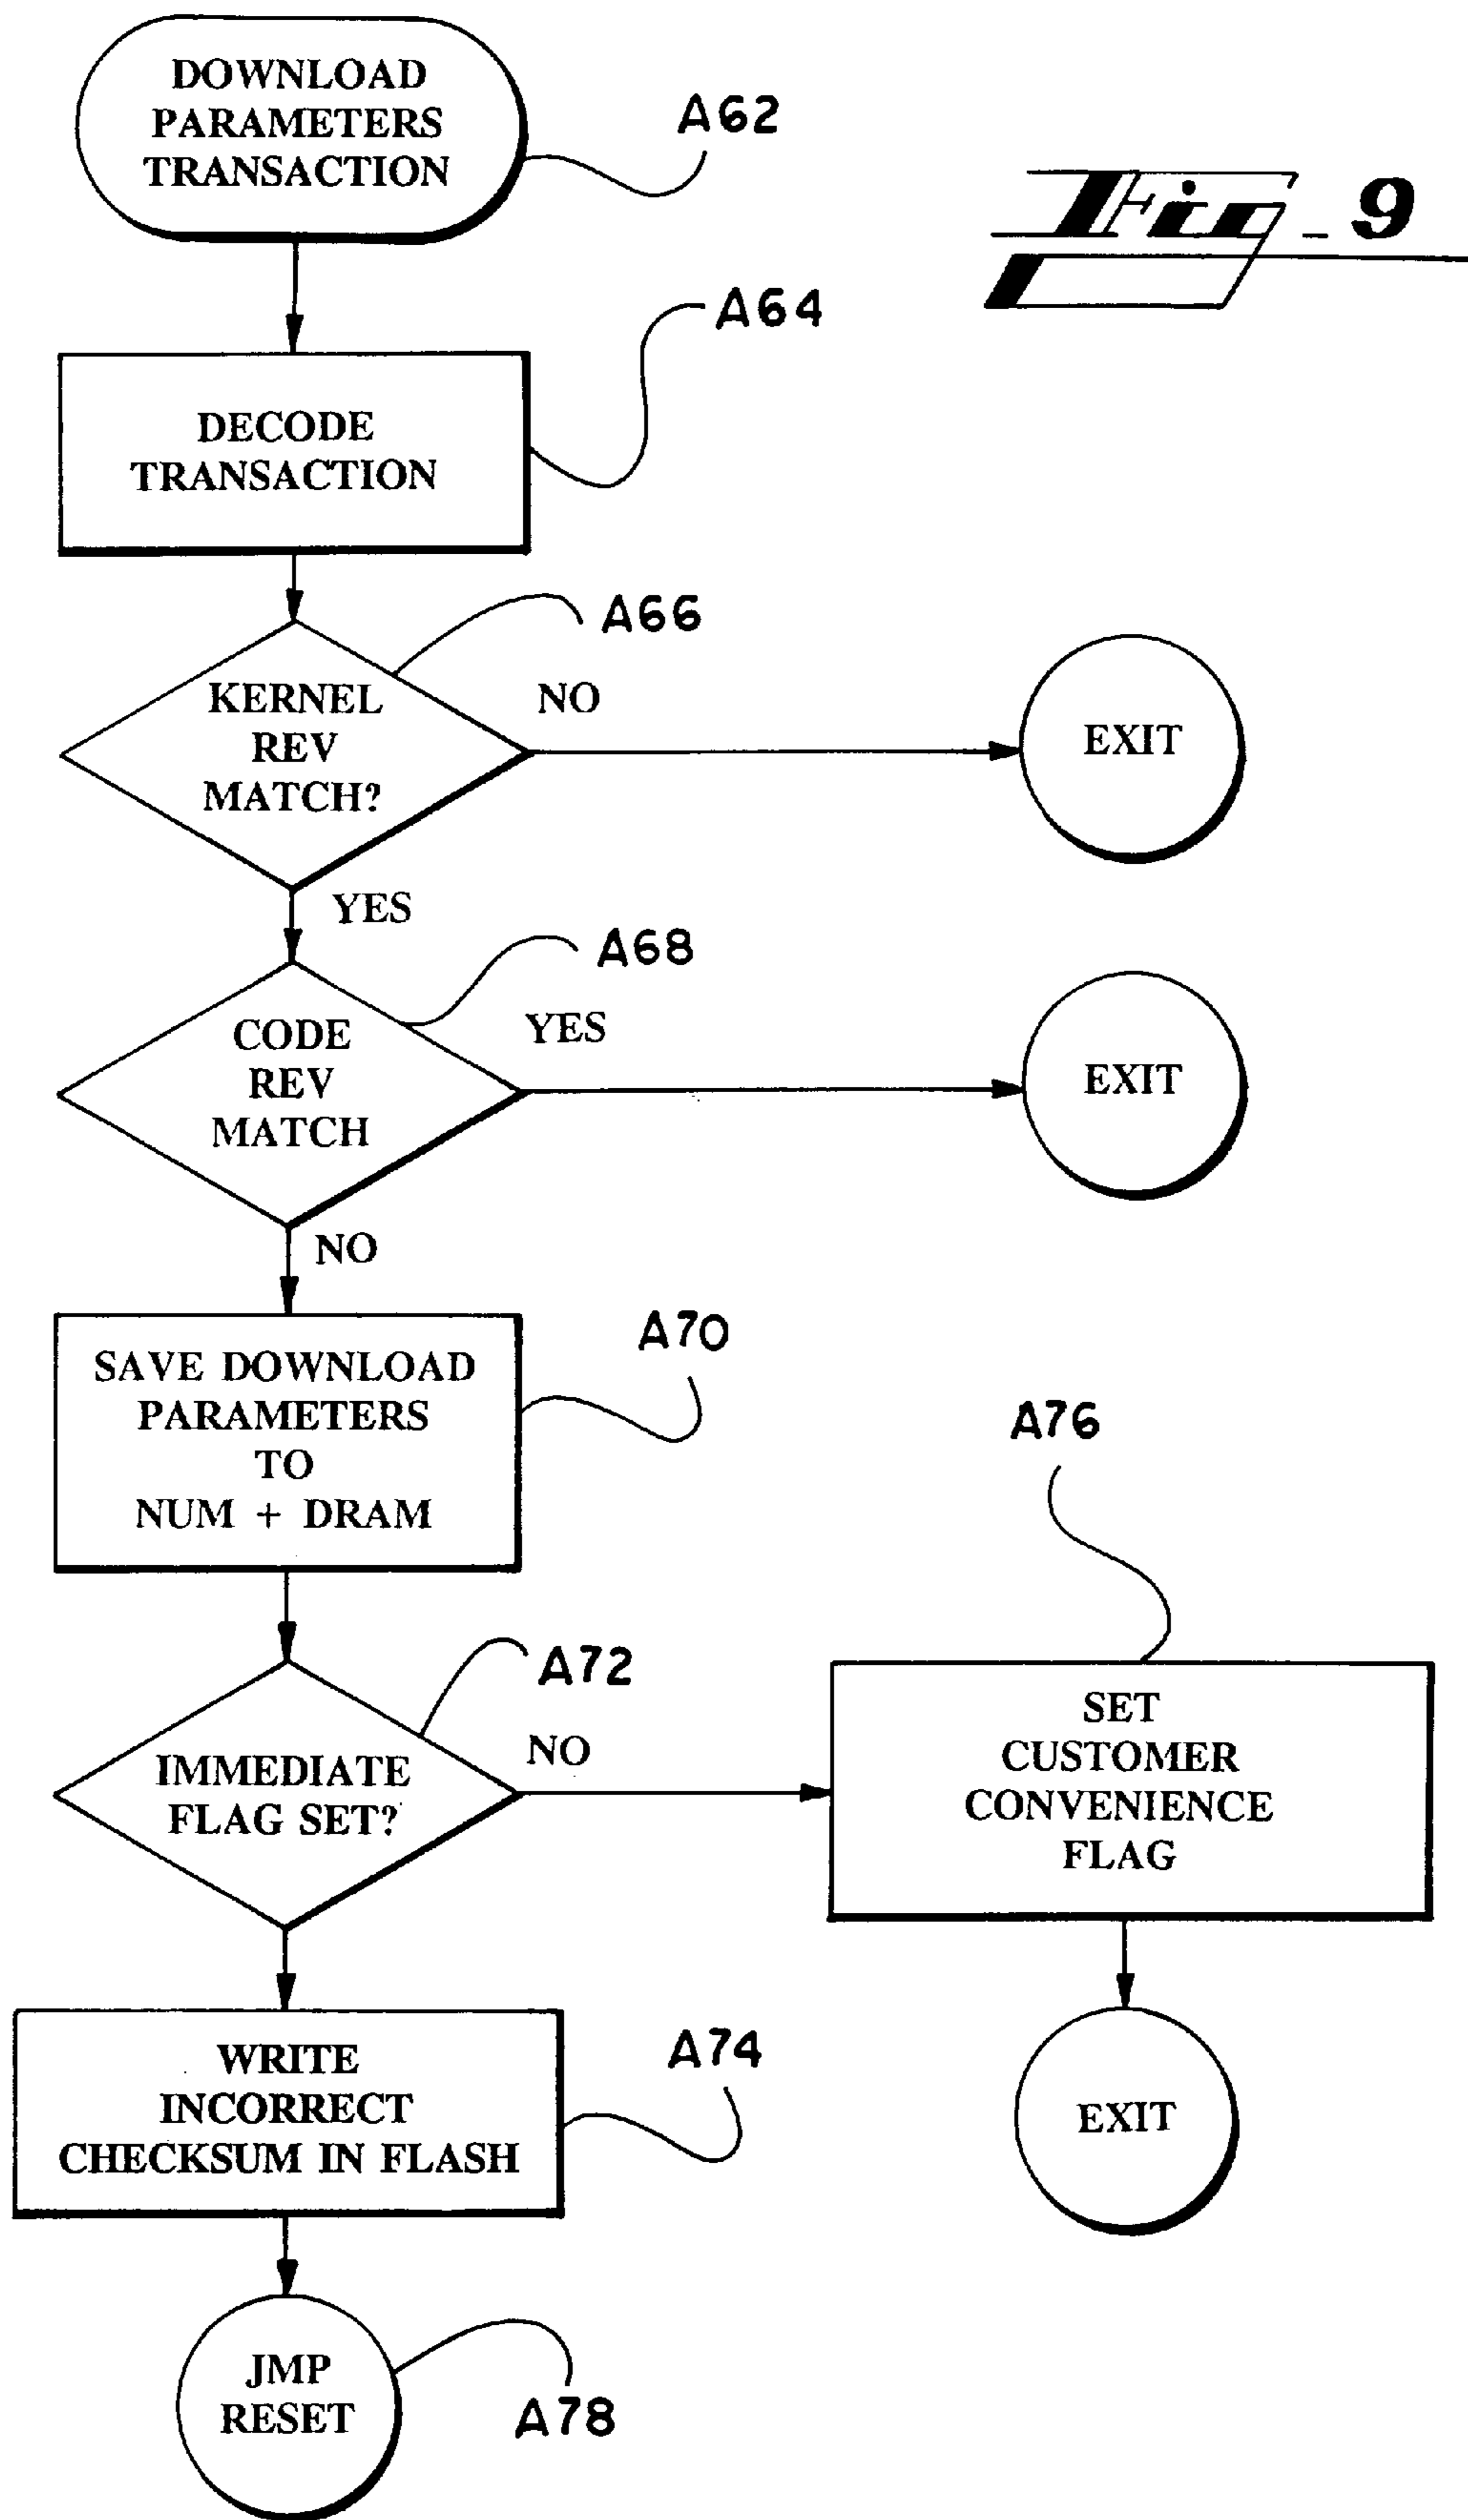 DOWNLOAD
PARAMETERS
TRANSACTION
A62
Fig_9
A64
DECODE
TRANSACTION
A66
KERNEL
REV
MATCH?
NO
EXIT
YES
A68
CODE
REV
MATCH
YES
EXIT
NO
SAVE DOWNLOAD
PARAMETERS
TO
NUM + DRAM
A70
A76
A72
IMMEDIATE
FLAG SET?
NO
SET
CUSTOMER
CONVENIENCE
FLAG
WRITE
INCORRECT
CHECKSUM IN FLASH
A74
EXIT
JMP
RESET
A78